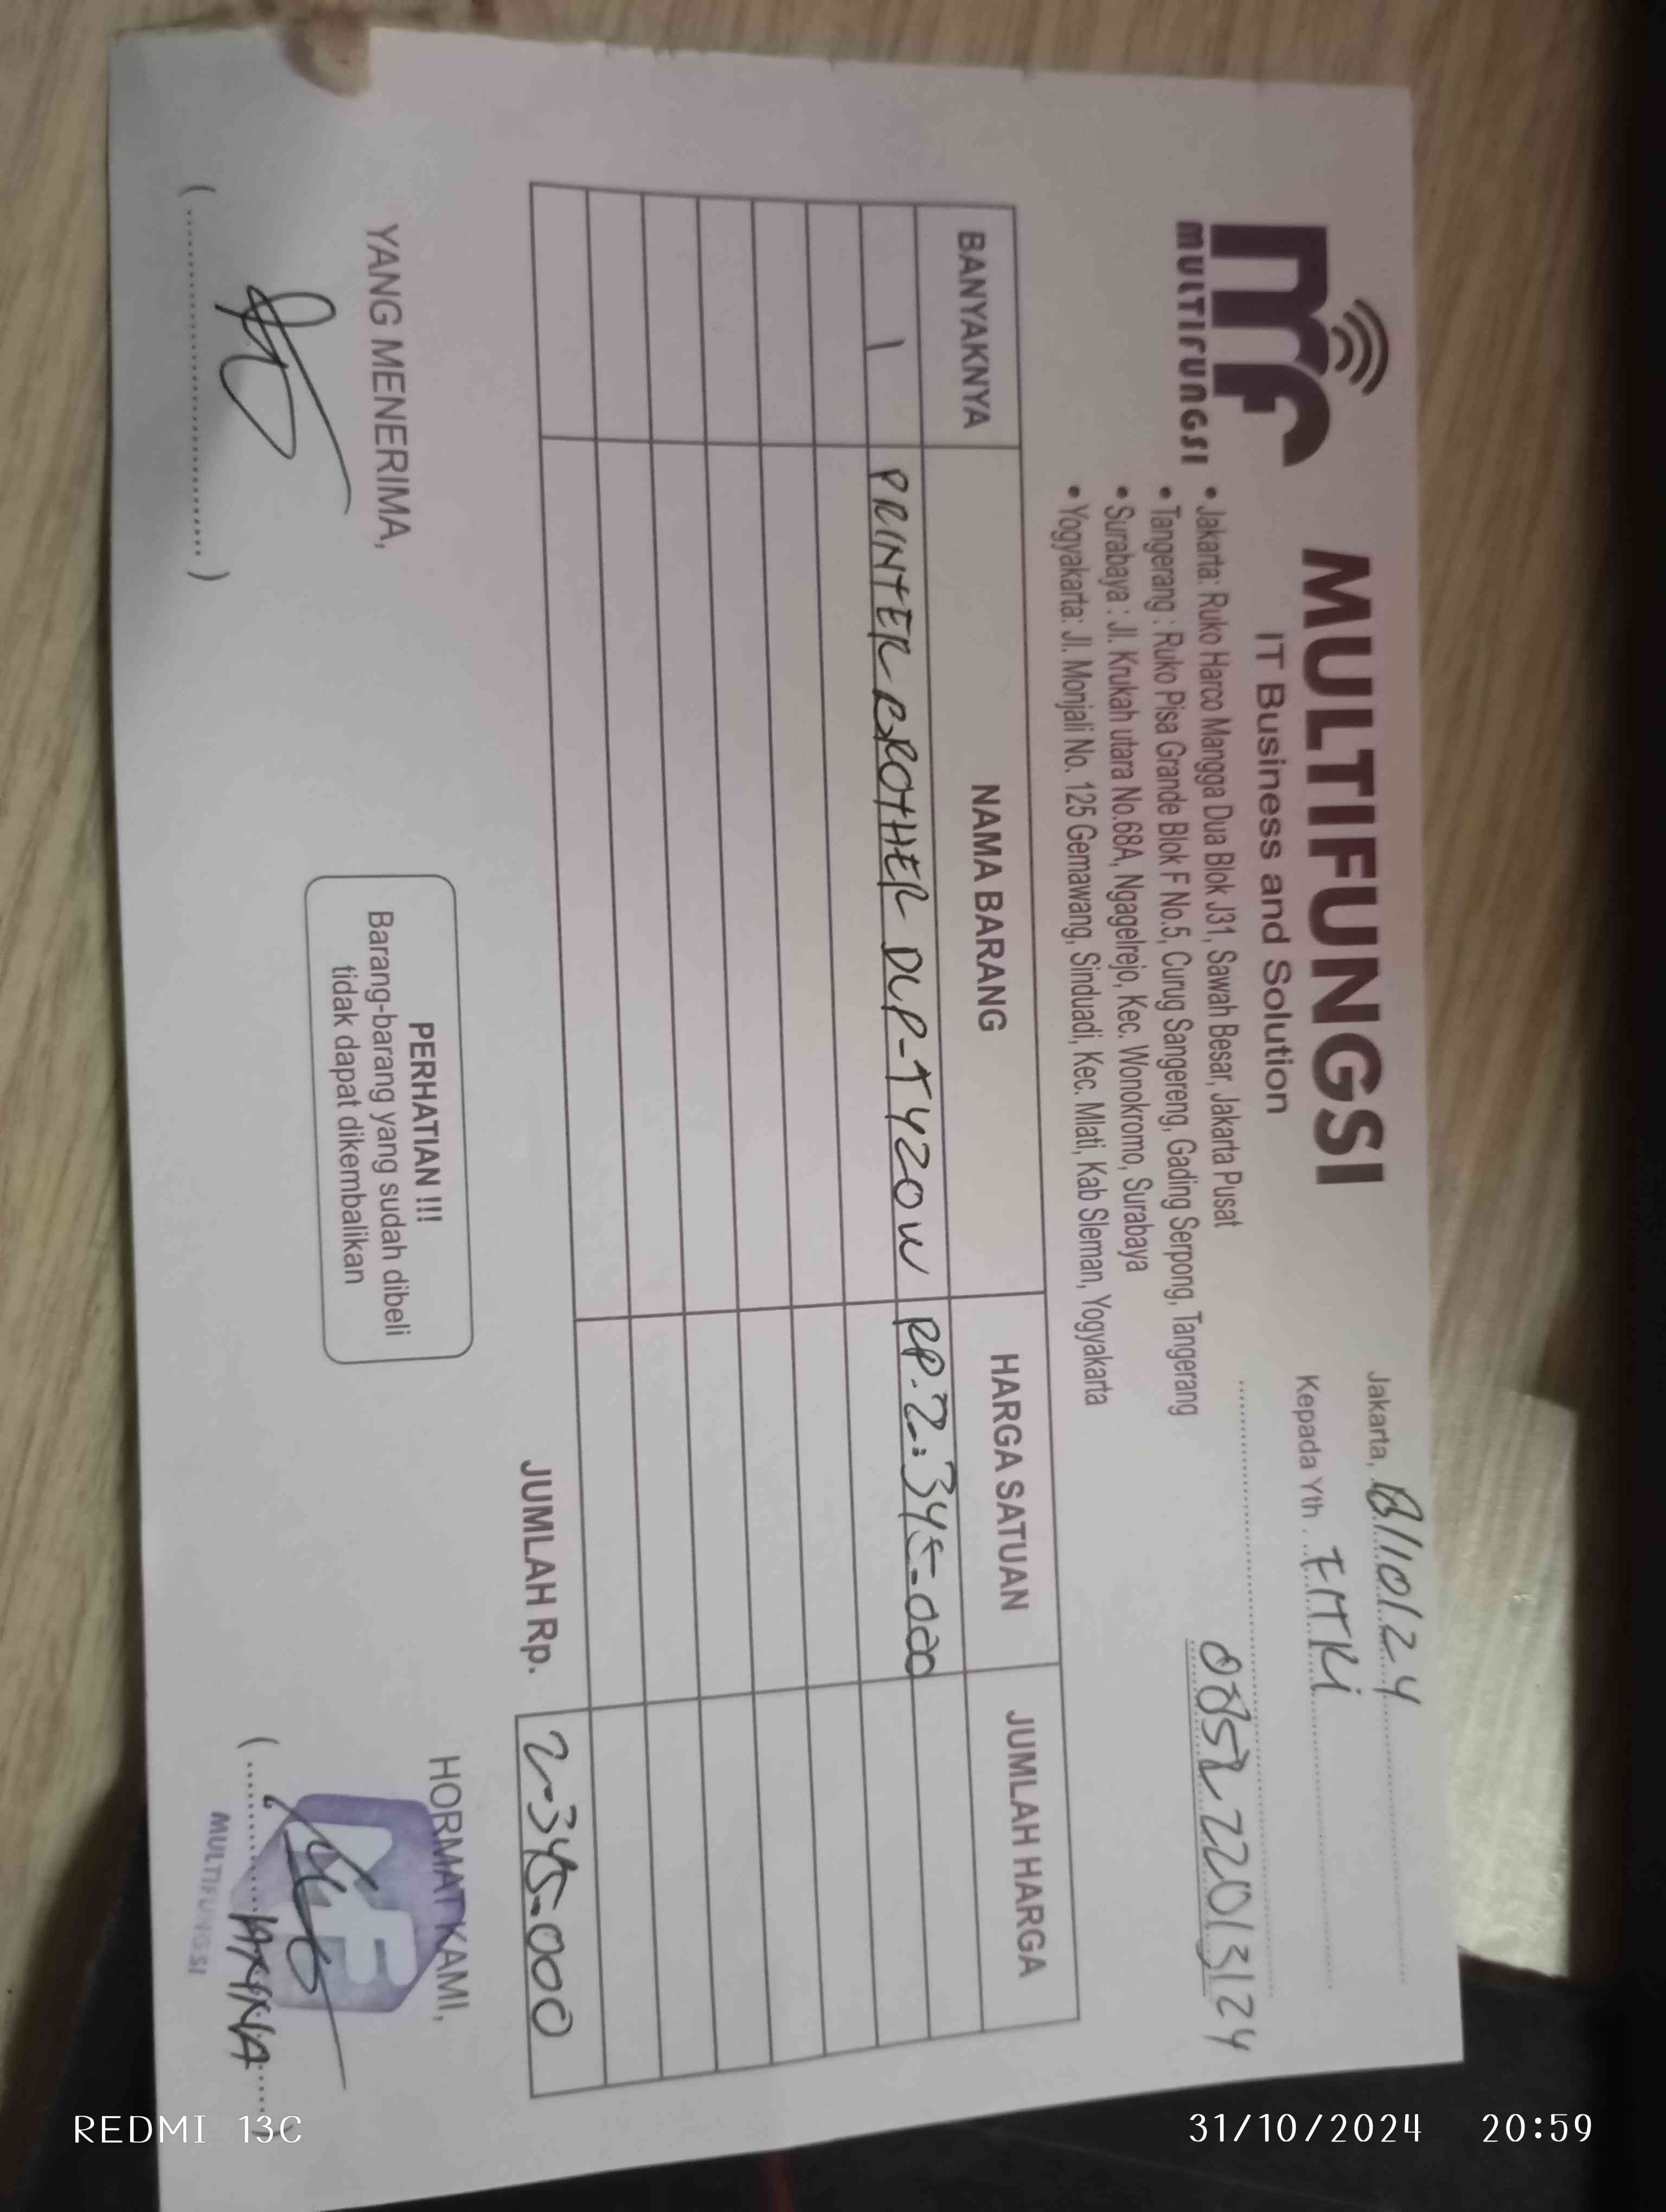 MULTIFUNGSI
MULTIFUNGSI
IT Business and Solution
• Jakarta: Ruko Harco Mangga Dua Blok J31, Sawah Besar, Jakarta Pusat
• Tangerang : Ruko Pisa Grande Blok F No.5, Curug Sangereng, Gading Serpong, Tangerang
• Surabaya : Jl. Krukah utara No.68A, Ngagelrejo, Kec. Wonokromo, Surabaya
• Yogyakarta: Jl. Monjali No. 125 Gemawang, Sinduadi, Kec. Mlati, Kab Sleman, Yogyakarta
Jakarta, /10/24
Kepada Yth .
BANYAKNYA NAMA BARANG HARGA SATUAN JUMLAH HARGA
1 PRINTER BROTHER DCP-T420W RP.2.345-000
JUMLAH Rp. 2-345-000
YANG MENERIMA,
PERHATIAN !!!
Barang-barang yang sudah dibeli
tidak dapat dikembalikan
HORMAT KAMI,
MULTIFUNGSI
REDMI 13C
31/10/2024 20:59